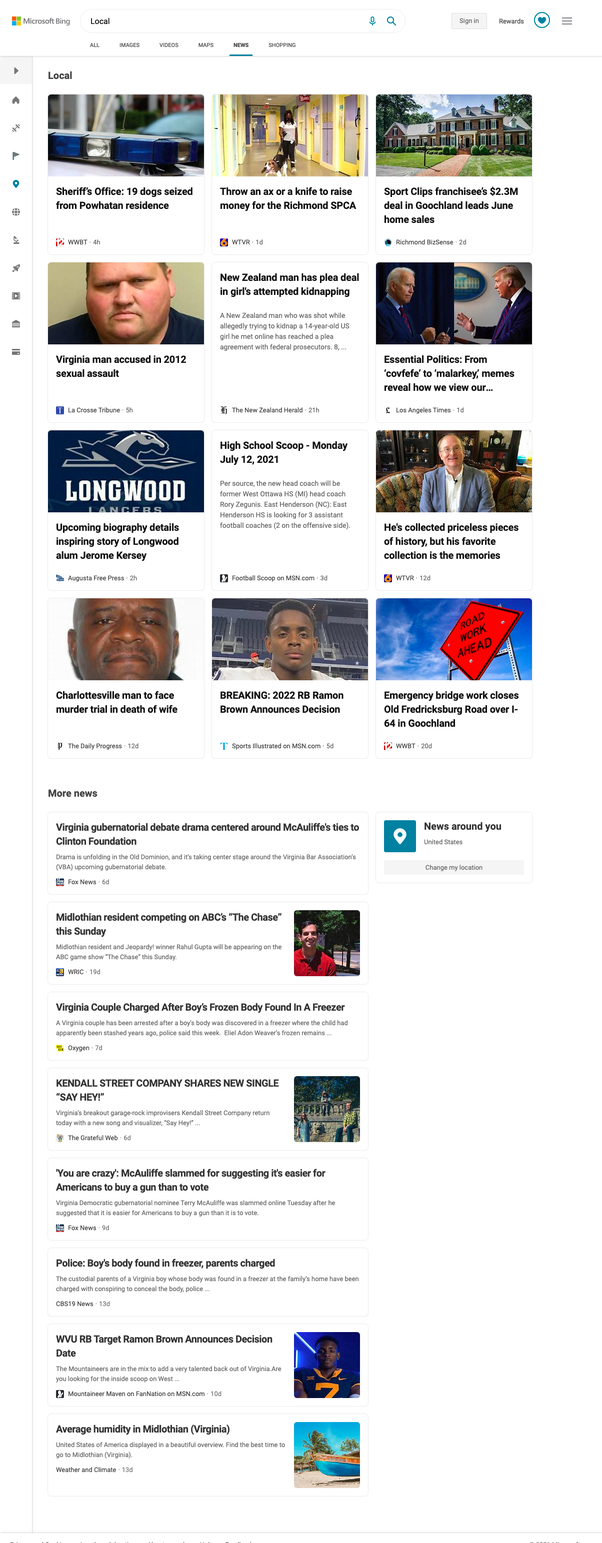 Microsoft Bing
Local
Sign in
Rewards
ALL
IMAGES
VIDEOS
MAPS
NEWS
SHOPPING
Local
Sheriff's Office: 19 dogs seized
from Powhatan residence
WWBT · 4h
Throw an ax or a knife to raise
money for the Richmond SPCA
WTVR · 1d
Sport Clips franchisee's $2.3M
deal in Goochland leads June
home sales
Richmond BizSense · 2d
Virginia man accused in 2012
sexual assault
La Crosse Tribune · 5h
New Zealand man has plea deal
in girl's attempted kidnapping
A New Zealand man who was shot while
allegedly trying to kidnap a 14-year-old US
girl he met online has reached a plea
agreement with federal prosecutors. 8, ...
The New Zealand Herald · 21h
Essential Politics: From
'covfefe' to 'malarkey,' memes
reveal how we view our...
Los Angeles Times · 1d
LONGWOOD
LANCERS
Upcoming biography details
inspiring story of Longwood
alum Jerome Kersey
Augusta Free Press · 2h
High School Scoop - Monday
July 12, 2021
Per source, the new head coach will be
former West Ottawa HS (MI) head coach
Rory Zegunis. East Henderson (NC): East
Henderson HS is looking for 3 assistant
football coaches (2 on the offensive side).
Football Scoop on MSN.com · 3d
He's collected priceless pieces
of history, but his favorite
collection is the memories
WTVR · 12d
Charlottesville man to face
murder trial in death of wife
The Daily Progress · 12d
BREAKING: 2022 RB Ramon
Brown Announces Decision
Sports Illustrated on MSN.com · 5d
ROAD
WORK
AHEAD
Emergency bridge work closes
Old Fredricksburg Road over I-
64 in Goochland
WWBT · 20d
More news
Virginia gubernatorial debate drama centered around McAuliffe's ties to
Clinton Foundation
Drama is unfolding in the Old Dominion, and it's taking center stage around the Virginia Bar Association's
(VBA) upcoming gubernatorial debate.
Fox News · 6d
News around you
United States
Change my location
Midlothian resident competing on ABC's "The Chase"
this Sunday
Midlothian resident and Jeopardy! winner Rahul Gupta will be appearing on the
ABC game show "The Chase" this Sunday.
WRIC · 19d
Virginia Couple Charged After Boy's Frozen Body Found In A Freezer
A Virginia couple has been arrested after a boy's body was discovered in a freezer where the child had
apparently been stashed years ago, police said this week. Eliel Adon Weaver's frozen remains ...
Oxygen · 7d
KENDALL STREET COMPANY SHARES NEW SINGLE
"SAY HEY!"
Virginia's breakout garage-rock improvisers Kendall Street Company return
today with a new song and visualizer, "Say Hey!" ...
The Grateful Web · 6d
'You are crazy': McAuliffe slammed for suggesting it's easier for
Americans to buy a gun than to vote
Virginia Democratic gubernatorial nominee Terry McAuliffe was slammed online Tuesday after he
suggested that it is easier for Americans to buy a gun than it is to vote.
Fox News · 9d
Police: Boy's body found in freezer, parents charged
The custodial parents of a Virginia boy whose body was found in a freezer at the family's home have been
charged with conspiring to conceal the body, police ...
CBS19 News · 13d
WVU RB Target Ramon Brown Announces Decision
Date
The Mountaineers are in the mix to add a very talented back out of Virginia.Are
you looking for the inside scoop on West ...
Mountaineer Maven on FanNation on MSN.com · 10d
Average humidity in Midlothian (Virginia)
United States of America displayed in a beautiful overview. Find the best time to
go to Midlothian (Virginia).
Weather and Climate · 13d